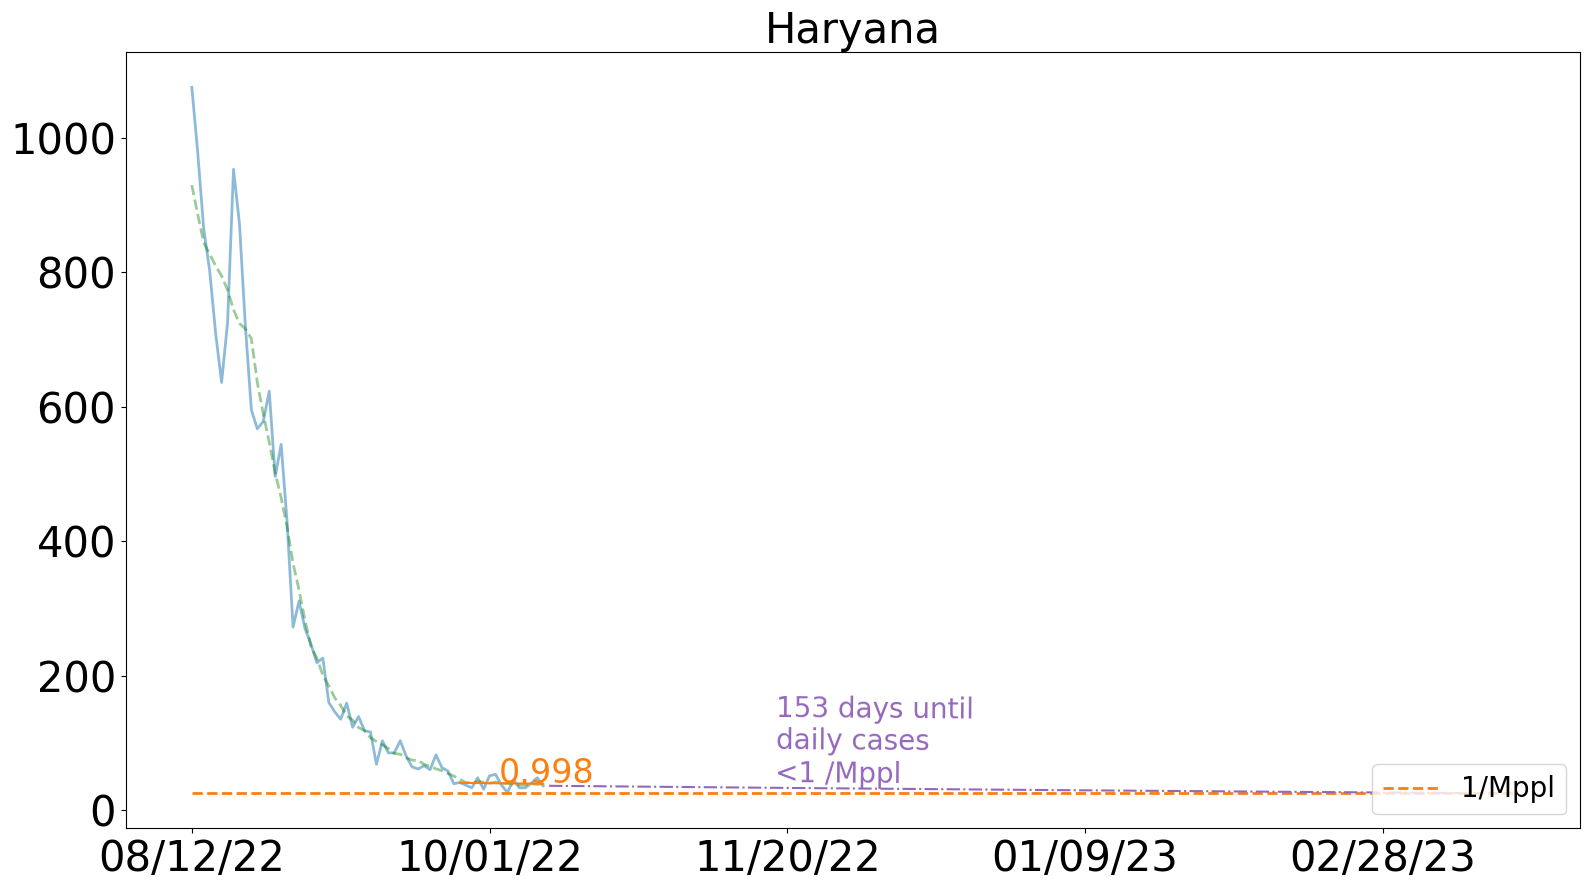 Haryana
1000
800
600
400
200
0
0.998
153 days until
daily cases
<1 /Mppl
1/Mppl
08/12/22
10/01/22
11/20/22
01/09/23
02/28/23